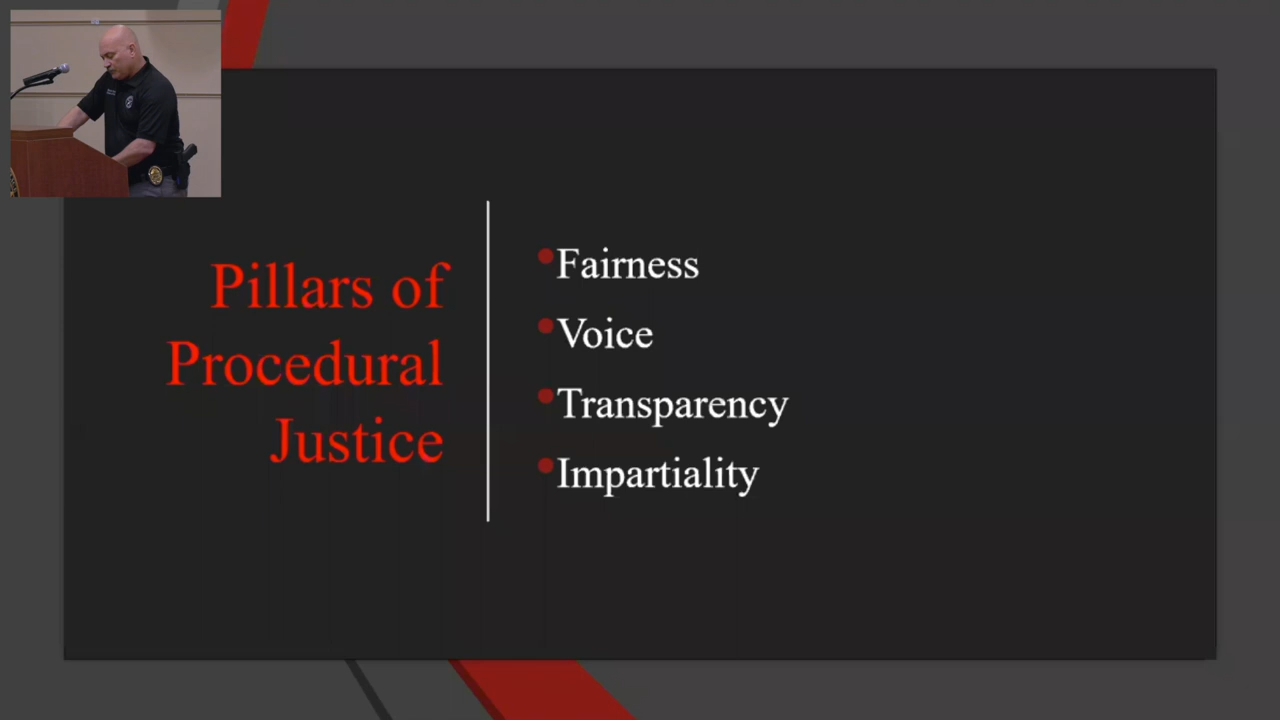 Pillars of
Procedural
Justice
Fairness
Voice
Transparency
Impartiality